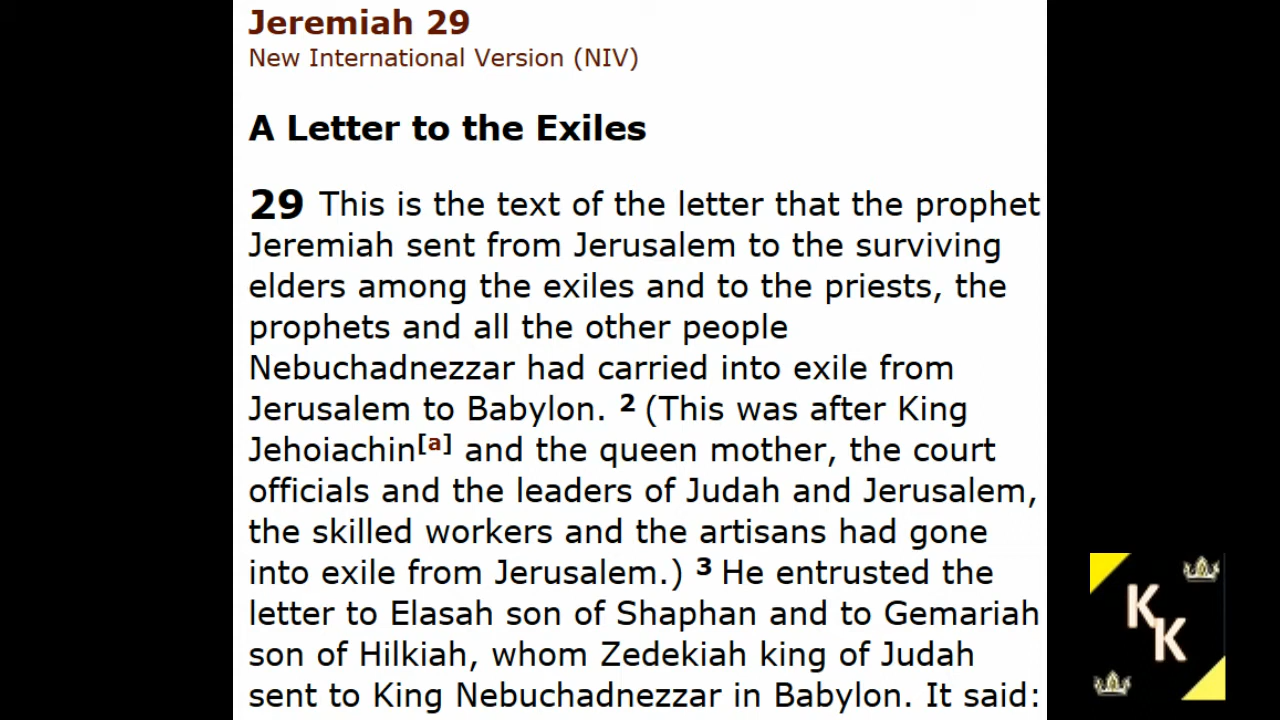 Jeremiah 29
New International Version (NIV)
A Letter to the Exiles
29 This is the text of the letter that the prophet
Jeremiah sent from Jerusalem to the surviving
elders among the exiles and to the priests, the
prophets and all the other people
Nebuchadnezzar had carried into exile from
Jerusalem to Babylon. 2 (This was after King
Jehoiachin[a] and the queen mother, the court
officials and the leaders of Judah and Jerusalem,
the skilled workers and the artisans had gone
into exile from Jerusalem.) 3 He entrusted the
letter to Elasah son of Shaphan and to Gemariah
son of Hilkiah, whom Zedekiah king of Judah
sent to King Nebuchadnezzar in Babylon. It said:
K
K